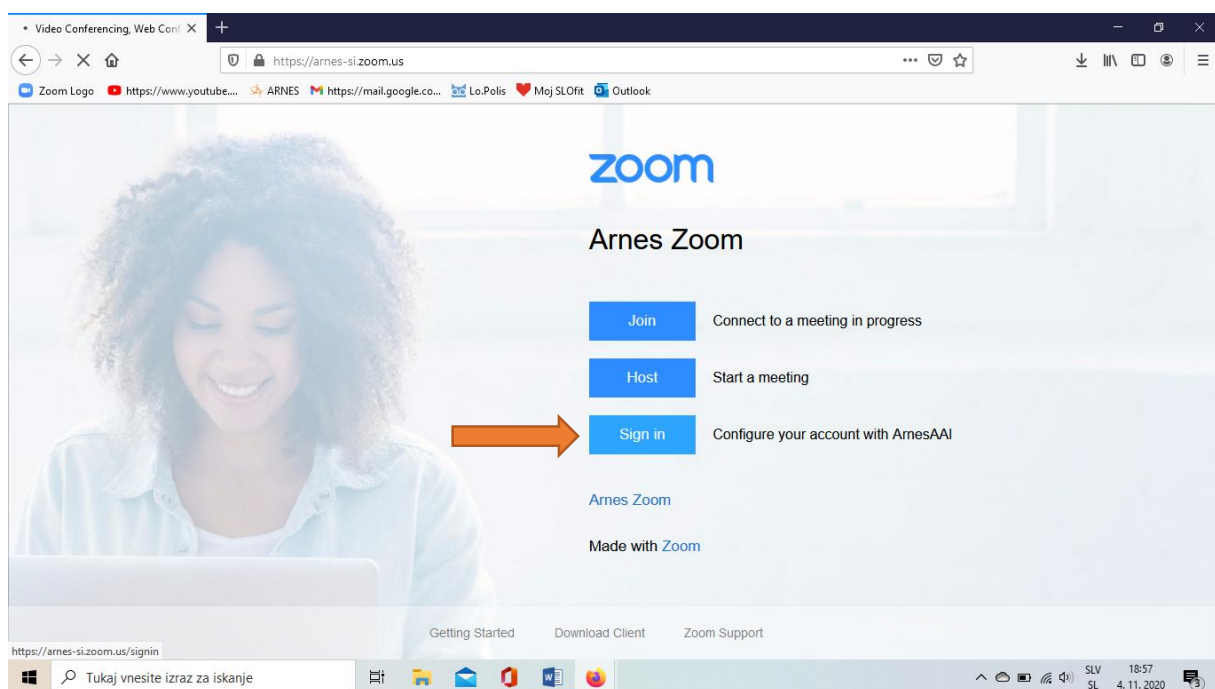 Video Conferencing, Web Conf
https://arnes-si.zoom.us
Zoom Logo https://www.youtube.... ARNES https://mail.google.co... Lo.Polis Moj SLOfit Outlook
zoom
Arnes Zoom
Join Connect to a meeting in progress
Host Start a meeting
Sign in Configure your account with ArnesAAI
Arnes Zoom
Made with Zoom
Getting Started Download Client Zoom Support
https://arnes-si.zoom.us/signin
Tukaj vnesite izraz za iskanje
SLV 18:57
SL 4. 11. 2020 3